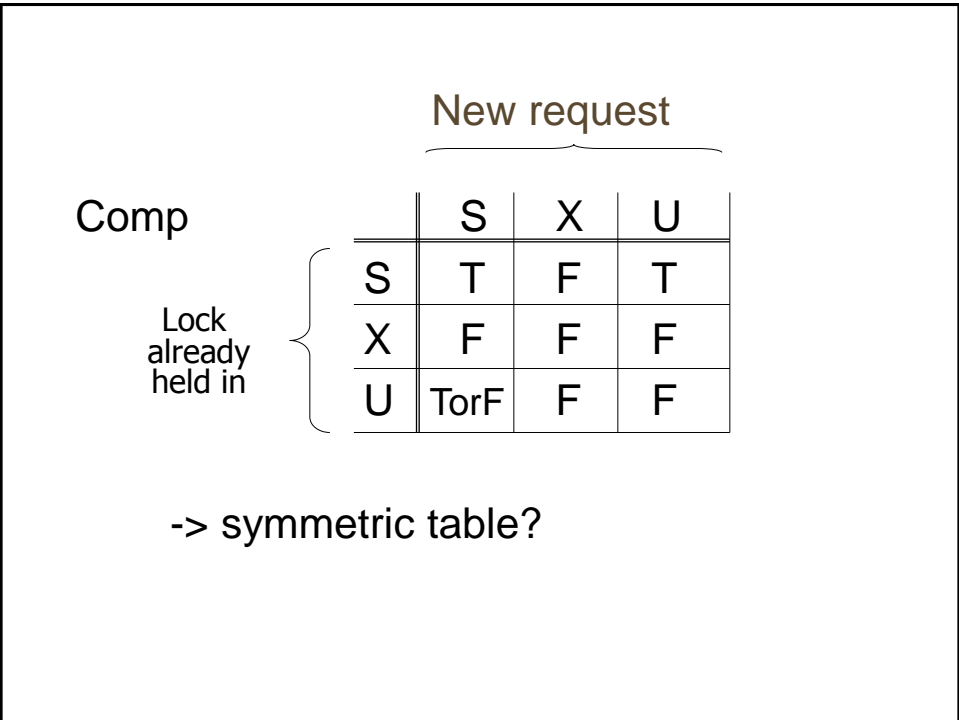 New request
Comp S X U
S T F T
Lock
already
held in
X F F F
U TorF F F
-> symmetric table?